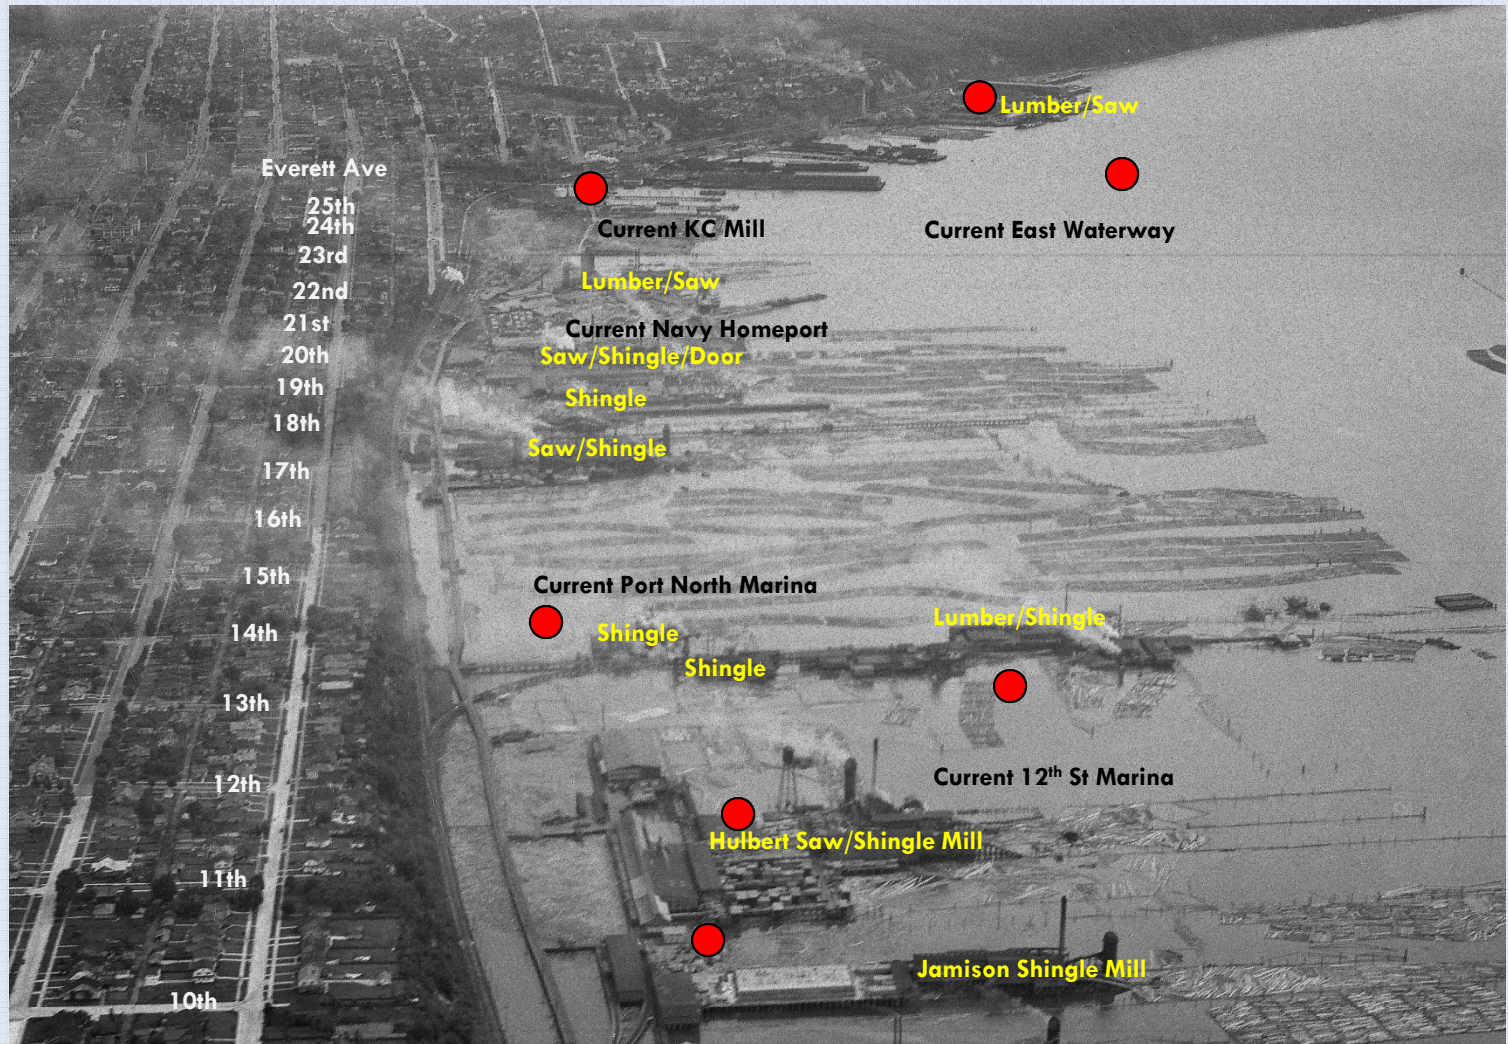 Lumber/Saw
Everett Ave
25th
24th
Current KC Mill
Current East Waterway
23rd
Lumber/Saw
22nd
21st
Current Navy Homeport
20th
Saw/Shingle/Door
19th
Shingle
18th
Saw/Shingle
17th
16th
15th
Current Port North Marina
Lumber/Shingle
14th
Shingle
Shingle
13th
12th
Current 12th St Marina
Hulbert Saw/Shingle Mill
11th
Jamison Shingle Mill
10th